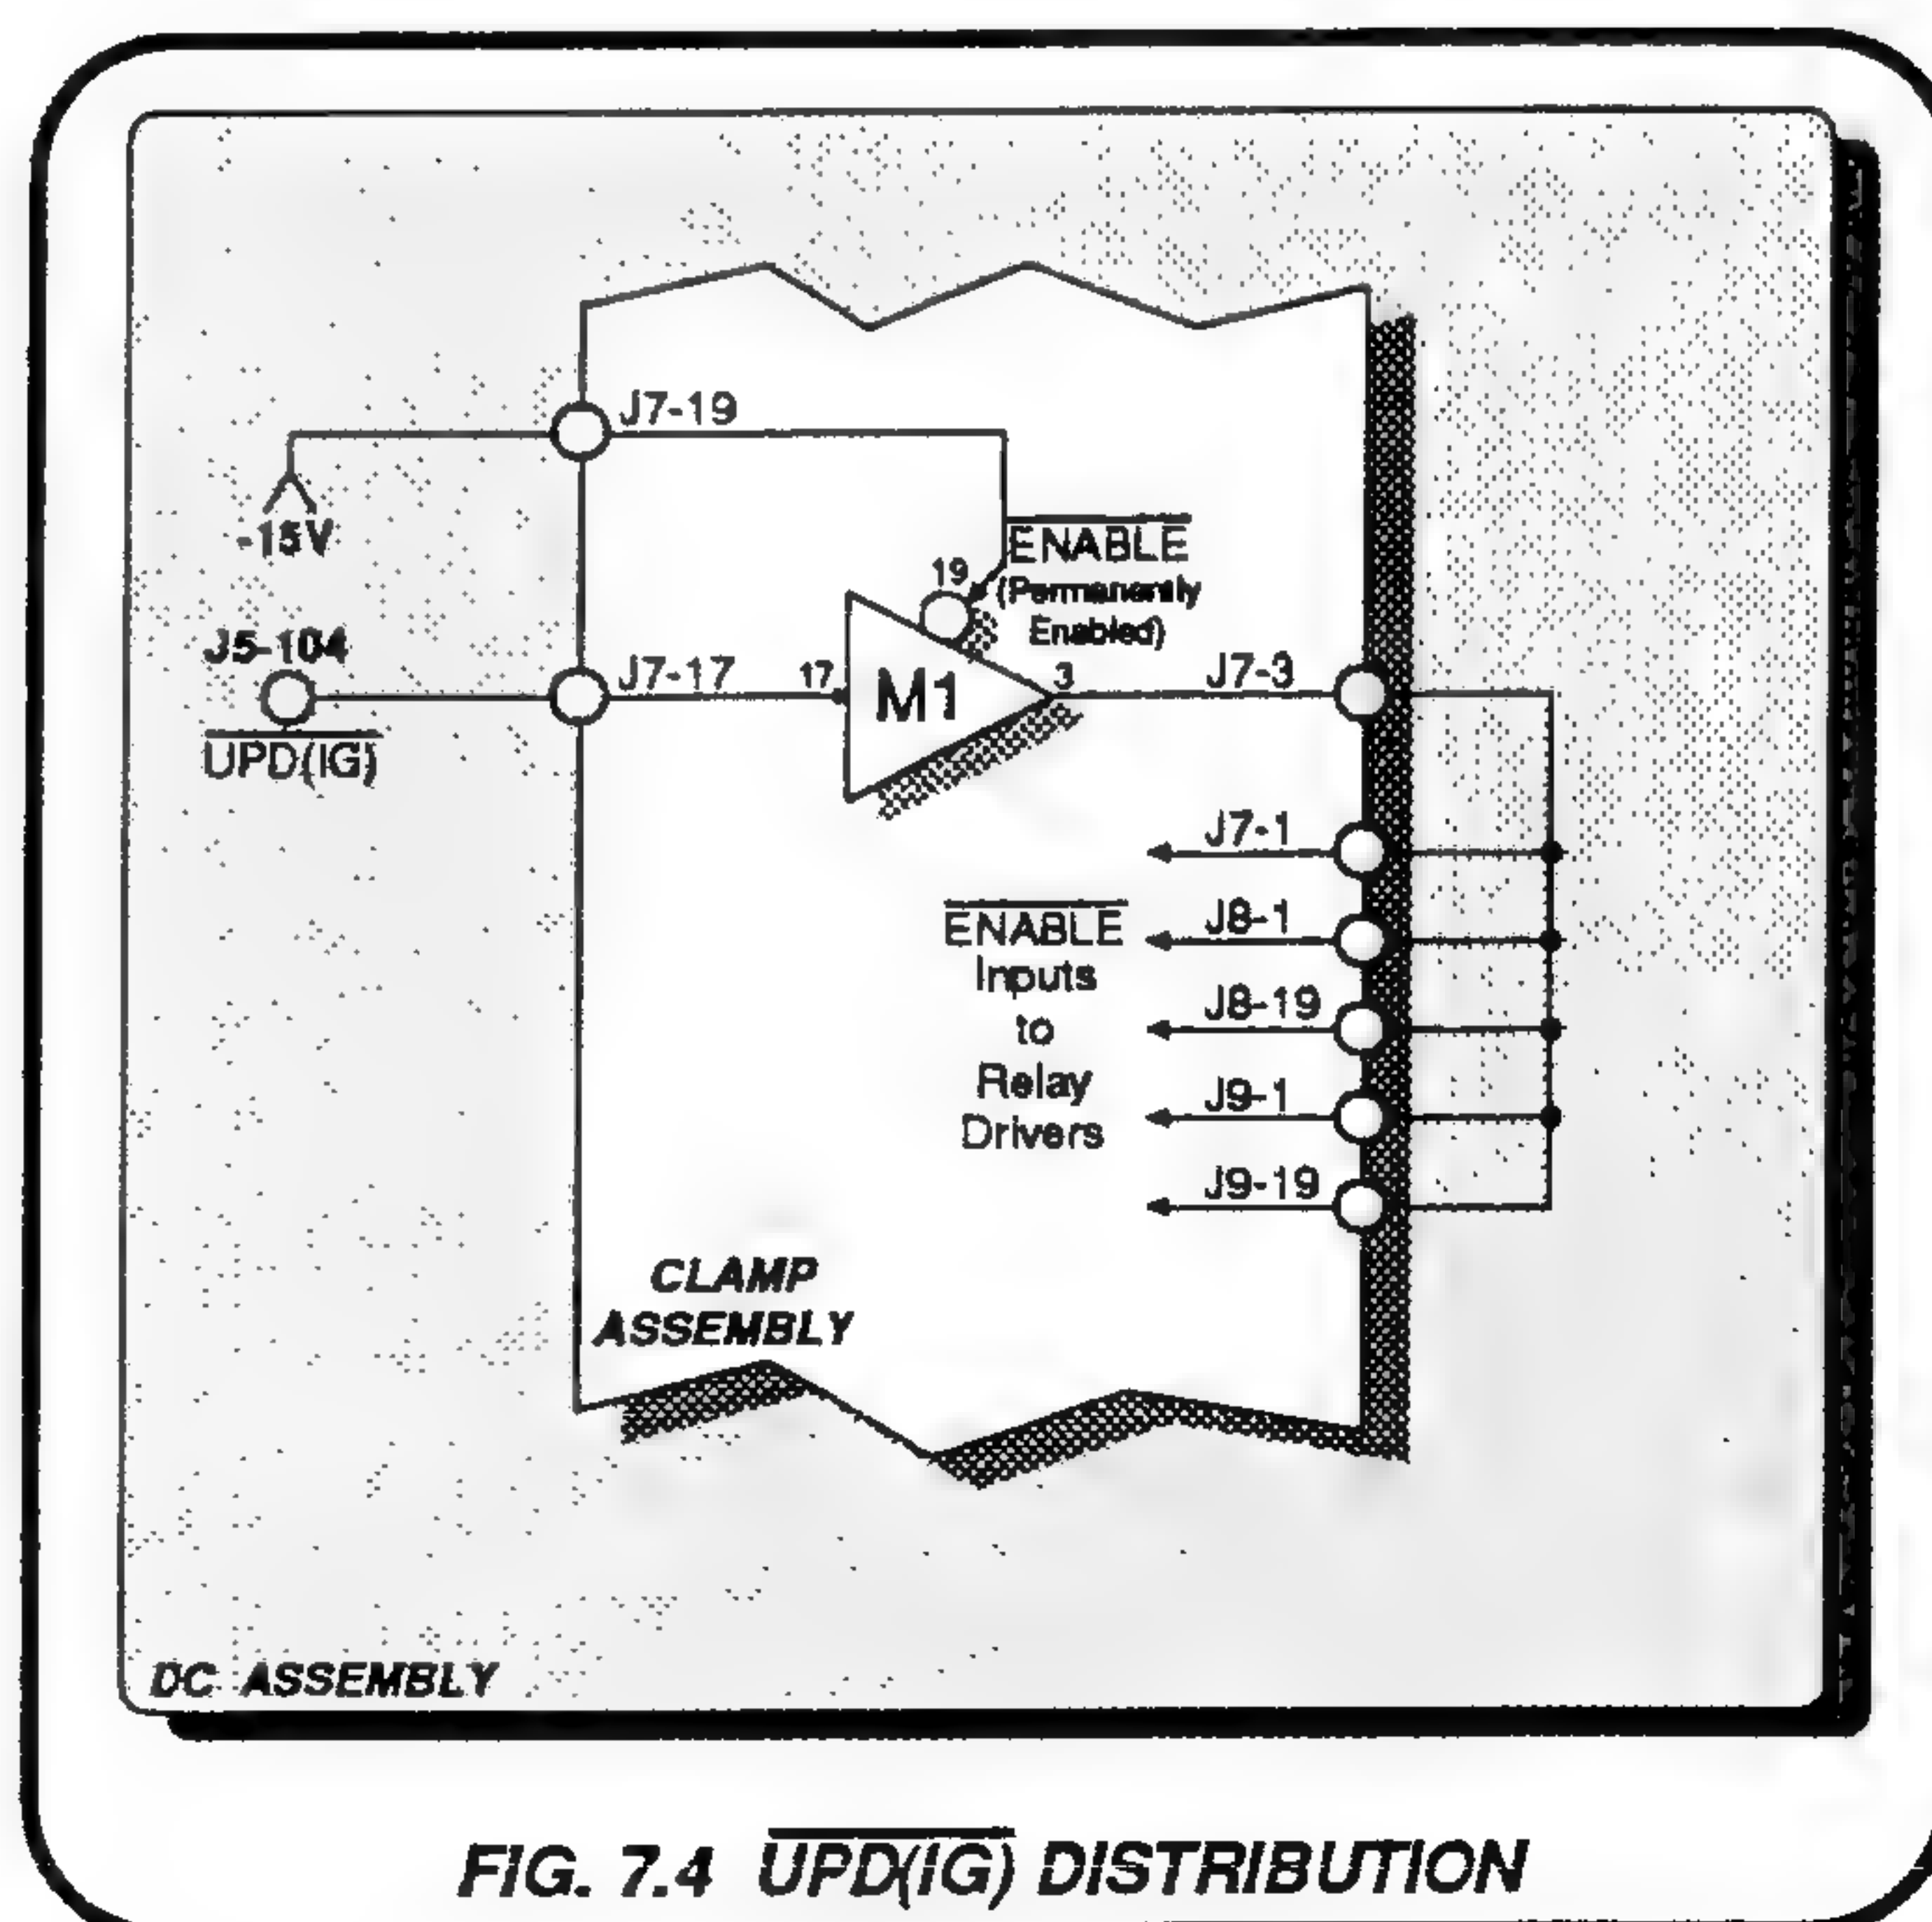 J7-19
-15V
ENABLE
19
(Permanently
Enabled)
J5-104
J7-17
17
M1
3
J7-3
UPD(IG)
J7-1
J8-1
ENABLE
Inputs
to
Relay
Drivers
J8-19
J9-1
J9-19
CLAMP
ASSEMBLY
DC ASSEMBLY
FIG. 7.4 UPD(IG) DISTRIBUTION